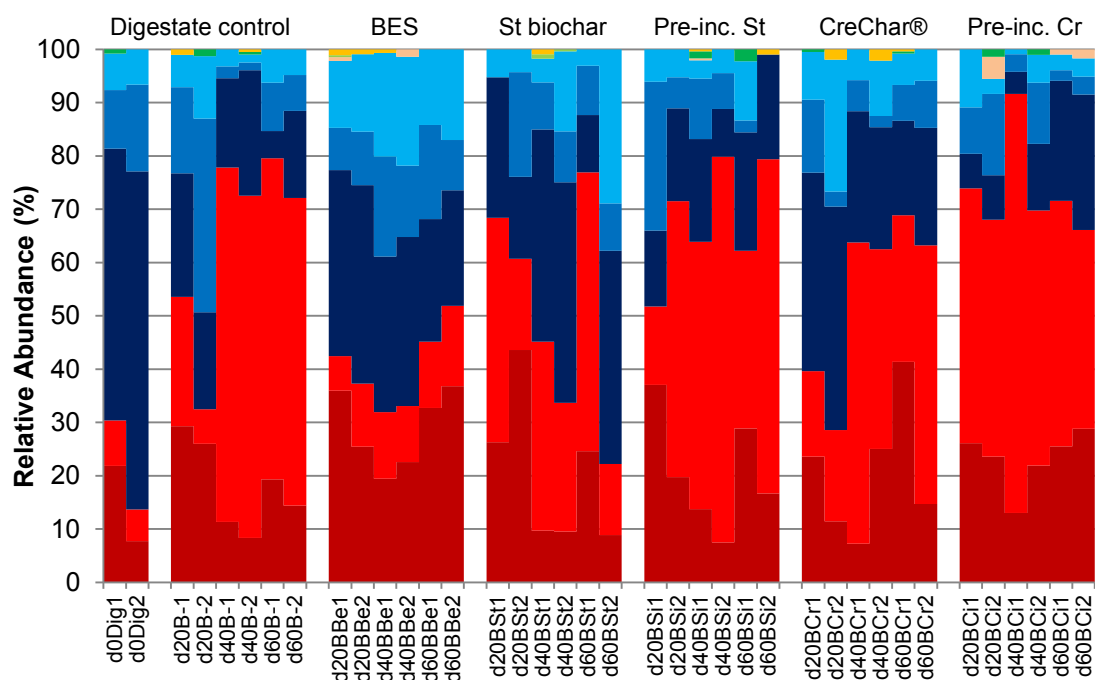 Digestate control BES St biochar Pre-inc. St CreChar® Pre-inc. Cr
Relative Abundance (%)
100
90
80
70
60
50
40
30
20
10
0
d0Dig1
d0Dig2
d20B-1
d20B-2
d40B-1
d40B-2
d60B-1
d60B-2
d20BBe1
d20BBe2
d40BBe1
d40BBe2
d60BBe1
d60BBe2
d20BSt1
d20BSt2
d40BSt1
d40BSt2
d60BSt1
d60BSt2
d20BSi1
d20BSi2
d40BSi1
d40BSi2
d60BSi1
d60BSi2
d20BCr1
d20BCr2
d40BCr1
d40BCr2
d60BCr1
d60BCr2
d20BCi1
d20BCi2
d40BCi1
d40BCi2
d60BCi1
d60BCi2